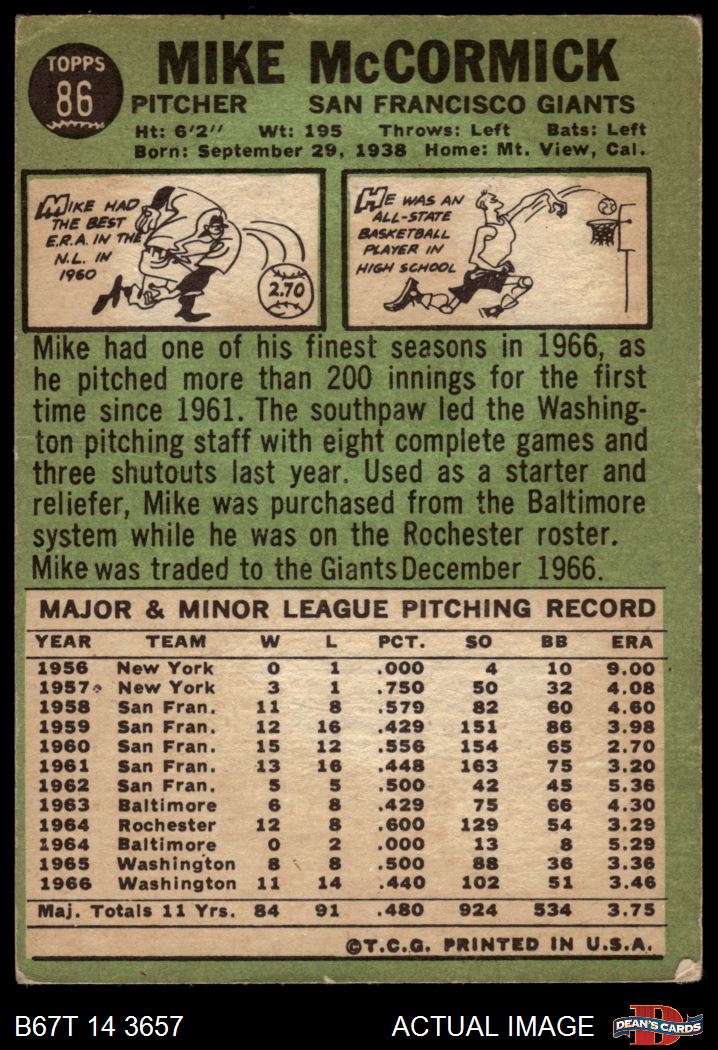 TOPPS
86
MIKE McCORMICK
PITCHER SAN FRANCISCO GIANTS
Ht: 6'2" Wt: 195 Throws: Left Bats: Left
Born: September 29, 1938 Home: Mt. View, Cal.
MIKE HAD
THE BEST
E.R.A. IN THE
N.L. IN
1960
2.70
HE WAS AN
ALL-STATE
BASKETBALL
PLAYER IN
HIGH SCHOOL
Mike had one of his finest seasons in 1966, as
he pitched more than 200 innings for the first
time since 1961. The southpaw led the Washing-
ton pitching staff with eight complete games and
three shutouts last year. Used as a starter and
reliefer, Mike was purchased from the Baltimore
system while he was on the Rochester roster.
Mike was traded to the Giants December 1966.
MAJOR & MINOR LEAGUE PITCHING RECORD
YEAR TEAM W L PCT. SO BB ERA
1956 New York 0 1 .000 4 10 9.00
1957 New York 3 1 .750 50 32 4.08
1958 San Fran. 11 8 .579 82 60 4.60
1959 San Fran. 12 16 .429 151 86 3.98
1960 San Fran. 15 12 .556 154 65 2.70
1961 San Fran. 13 16 .448 163 75 3.20
1962 San Fran. 5 5 .500 42 45 5.36
1963 Baltimore 6 8 .429 75 66 4.30
1964 Rochester 12 8 .600 129 54 3.29
1964 Baltimore 0 2 .000 13 8 5.29
1965 Washington 8 8 .500 88 36 3.36
1966 Washington 11 14 .440 102 51 3.46
Maj. Totals 11 Yrs. 84 91 .480 924 534 3.75
©T.C.G. PRINTED IN U.S.A.
B67T 14 3657 ACTUAL IMAGE DEAN'S CARDS